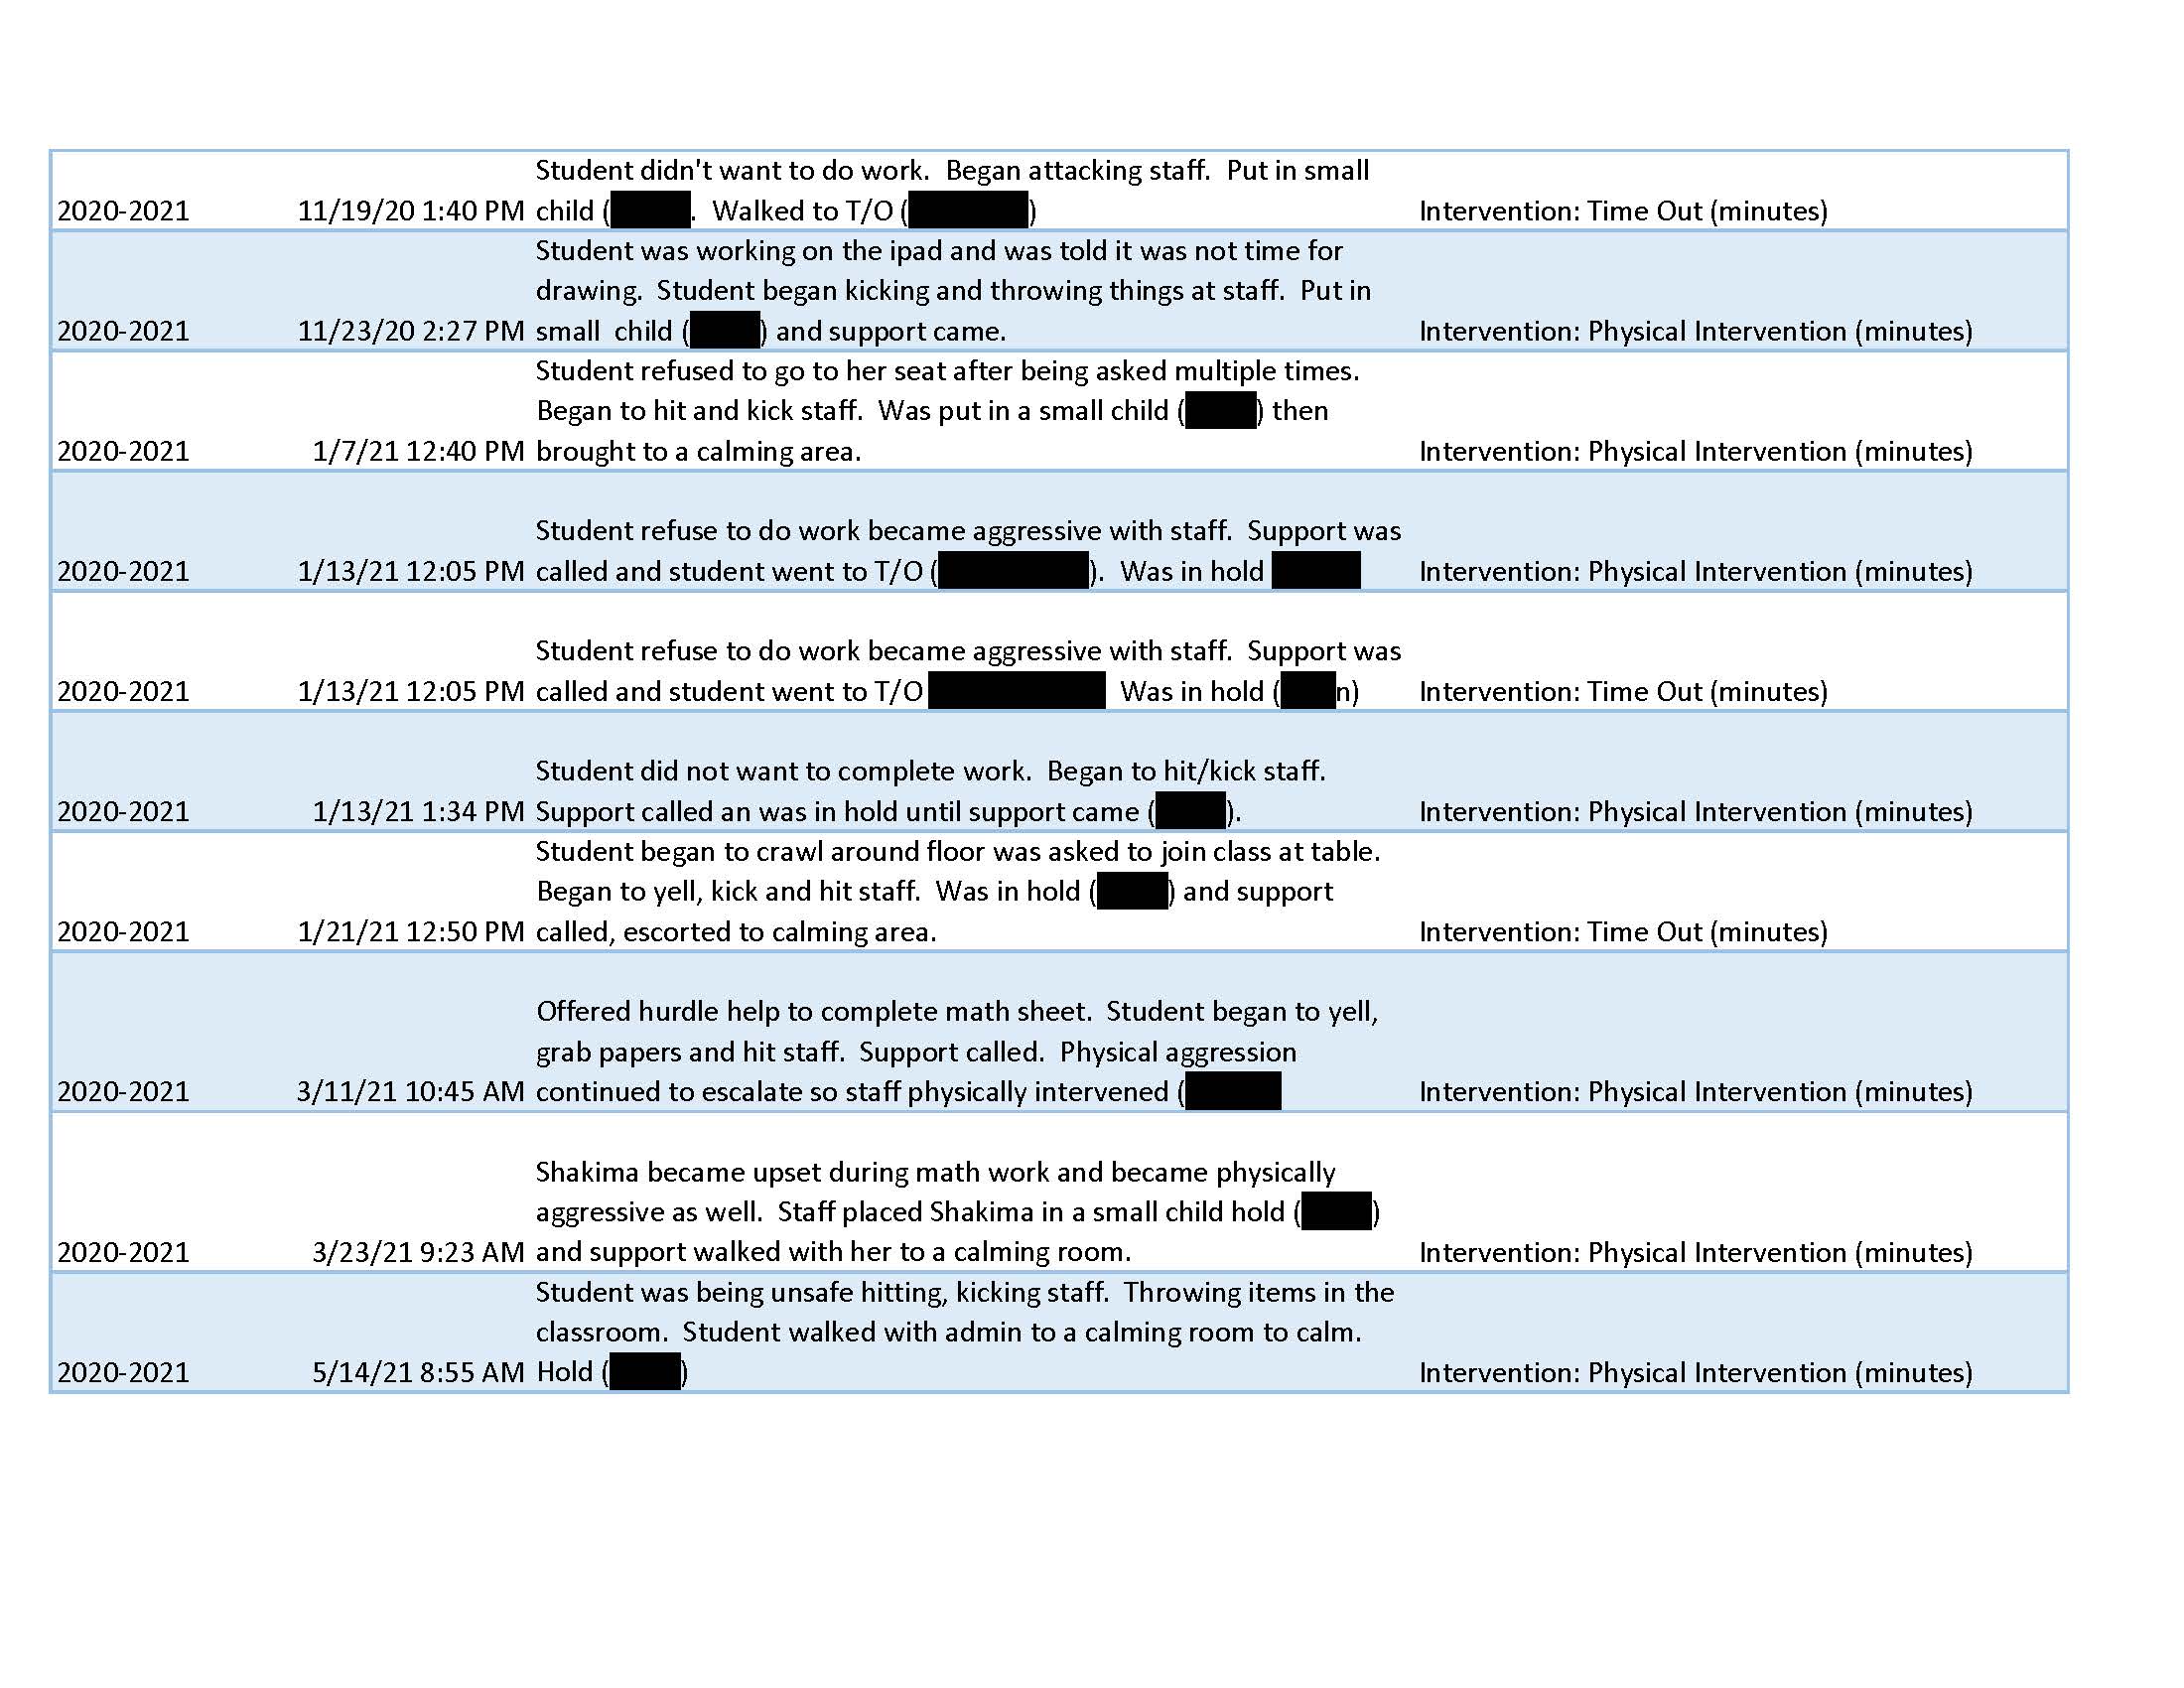 Student didn't want to do work.  Began attacking staff.  Put in small
2020-2021 11/19/20 1:40 PM child ( .  Walked to T/O ( ) Intervention: Time Out (minutes)
Student was working on the ipad and was told it was not time for
drawing.  Student began kicking and throwing things at staff.  Put in
2020-2021 11/23/20 2:27 PM small  child ( ) and support came. Intervention: Physical Intervention (minutes)
Student refused to go to her seat after being asked multiple times.
Began to hit and kick staff.  Was put in a small child ( ) then
2020-2021 1/7/21 12:40 PM brought to a calming area. Intervention: Physical Intervention (minutes)
Student refuse to do work became aggressive with staff.  Support was
2020-2021 1/13/21 12:05 PM called and student went to T/O ( ).  Was in hold Intervention: Physical Intervention (minutes)
Student refuse to do work became aggressive with staff.  Support was
2020-2021 1/13/21 12:05 PM called and student went to T/O Was in hold ( n) Intervention: Time Out (minutes)
Student did not want to complete work.  Began to hit/kick staff.
2020-2021 1/13/21 1:34 PM Support called an was in hold until support came ( ). Intervention: Physical Intervention (minutes)
Student began to crawl around floor was asked to join class at table.
Began to yell, kick and hit staff.  Was in hold ( ) and support
2020-2021 1/21/21 12:50 PM called, escorted to calming area. Intervention: Time Out (minutes)
Offered hurdle help to complete math sheet.  Student began to yell,
grab papers and hit staff.  Support called.  Physical aggression
2020-2021 3/11/21 10:45 AM continued to escalate so staff physically intervened ( Intervention: Physical Intervention (minutes)
Shakima became upset during math work and became physically
aggressive as well.  Staff placed Shakima in a small child hold ( )
2020-2021 3/23/21 9:23 AM and support walked with her to a calming room. Intervention: Physical Intervention (minutes)
Student was being unsafe hitting, kicking staff.  Throwing items in the
classroom.  Student walked with admin to a calming room to calm.
2020-2021 5/14/21 8:55 AM Hold ( ) Intervention: Physical Intervention (minutes)